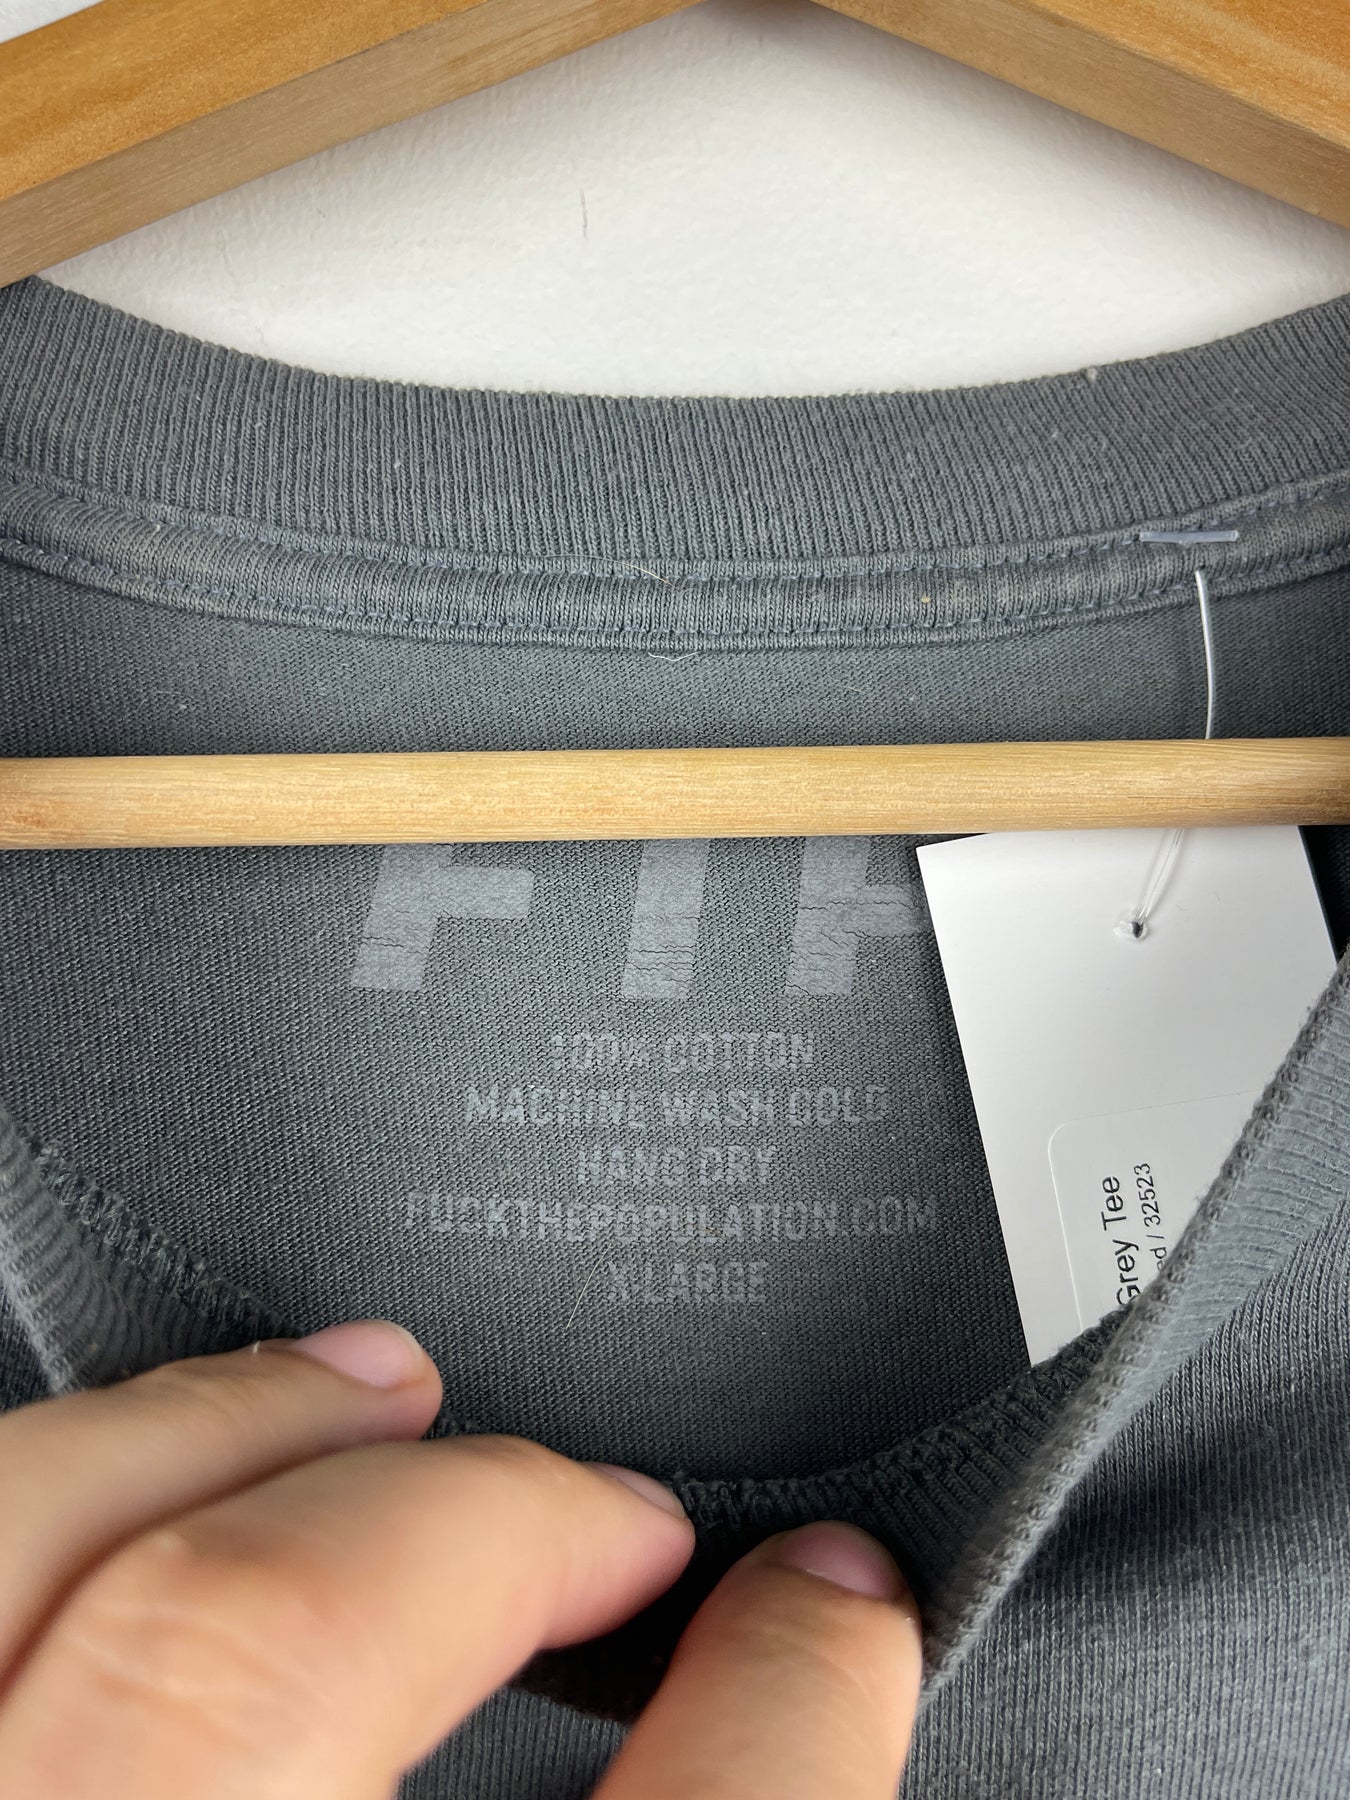 FTP
100% COTTON
MACHINE WASH COLD
HANG DRY
FUCKTHEPOPULATION.COM
X-LARGE
Grey Tee
/ 32523